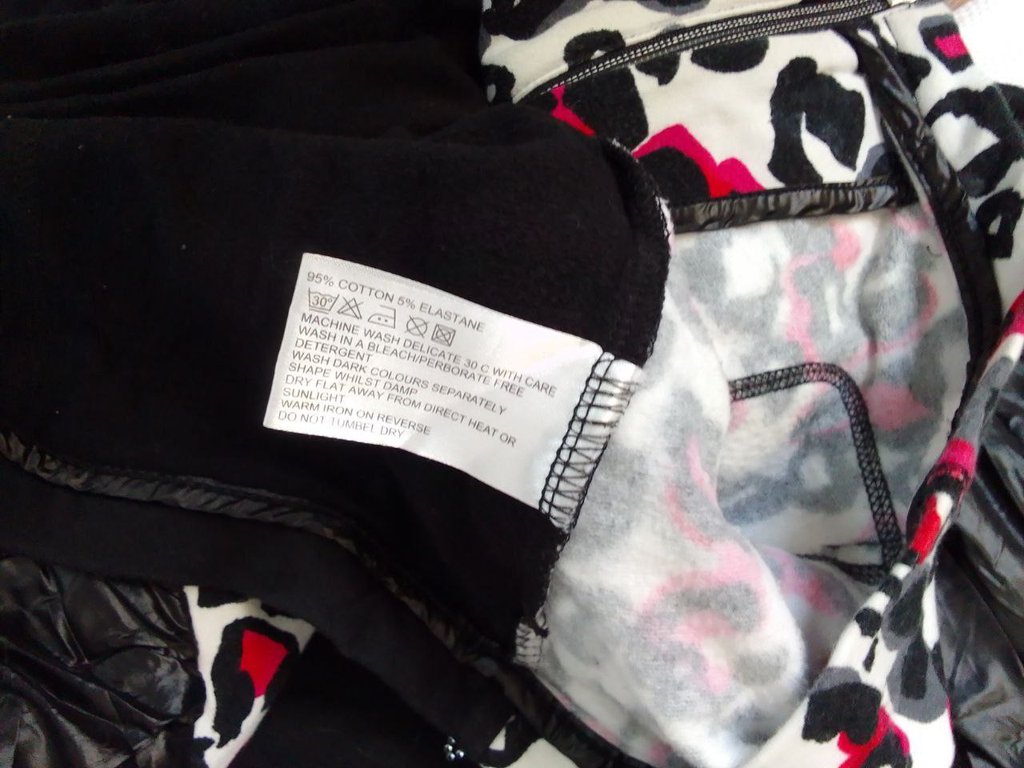 95% COTTON 5% ELASTANE
30°
MACHINE WASH DELICATE 30 C WITH CARE
WASH IN A BLEACH/PERBORATE FREE
DETERGENT
WASH DARK COLOURS SEPARATELY
SHAPE WHILST DAMP
DRY FLAT AWAY FROM DIRECT HEAT OR
SUNLIGHT
WARM IRON ON REVERSE
DO NOT TUMBEL DRY